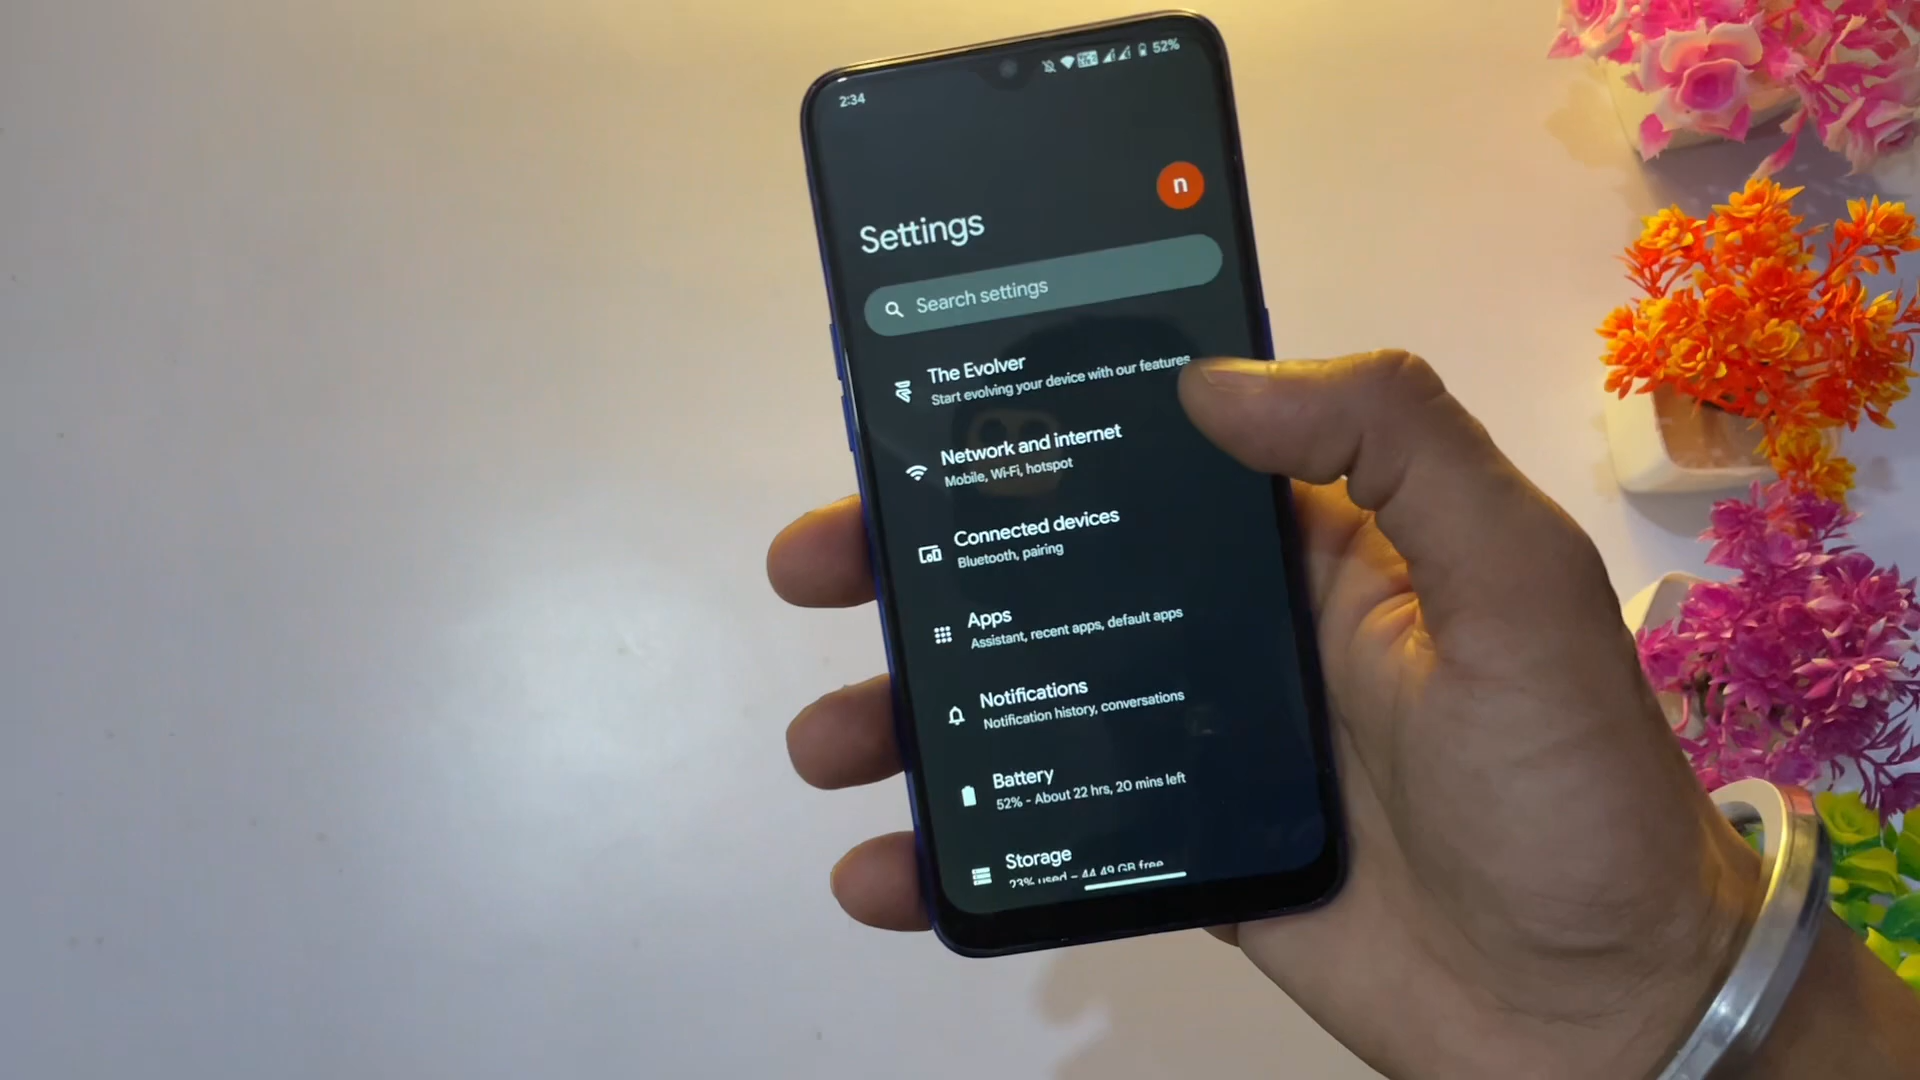 2:34
52%
n
Settings
Search settings
The Evolver
Start evolving your device with our features
Network and internet
Mobile, Wi-Fi, hotspot
Connected devices
Bluetooth, pairing
Apps
Assistant, recent apps, default apps
Notifications
Notification history, conversations
Battery
52% - About 22 hrs, 20 mins left
Storage
23% used - 44.49 GB free